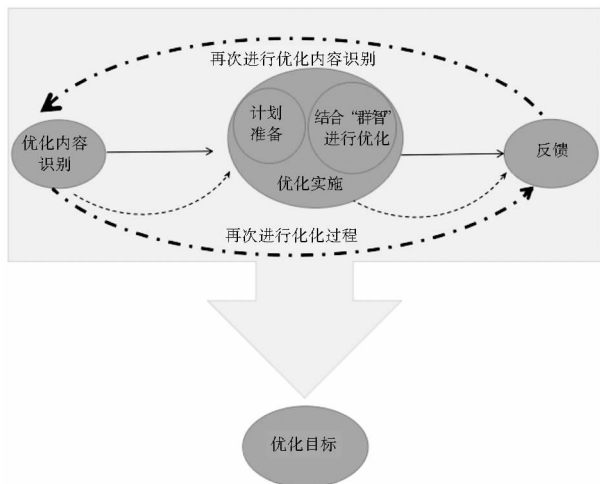 再次进行优化内容识别
计划
准备
结合“群智”
进行优化
优化内容
识别
反馈
优化实施
再次进行化化过程
优化目标